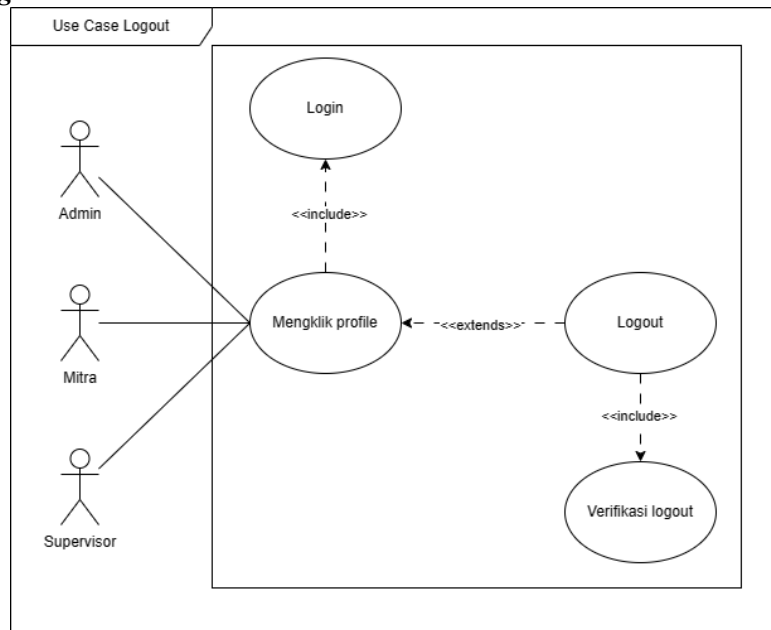 g
Use Case Logout
Login
Admin
<<include>>
Mengklik profile
<<extends>>
Logout
Mitra
<<include>>
Verifikasi logout
Supervisor